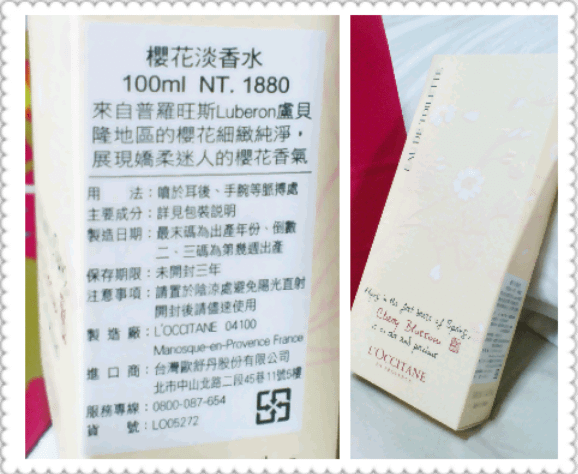 櫻花淡香水
100ml NT. 1880
來自普羅旺斯Luberon盧貝
隆地區的櫻花細緻純淨，
展現嬌柔迷人的櫻花香氣
用　　法：噴於耳後、手腕等脈搏處
主要成分：詳見包裝說明
製造日期：最末碼為出產年份、倒數
二、三碼為第幾週出產
保存期限：未開封三年
注意事項：請置於陰涼處避免陽光直射
開封後請儘速使用
製 造 廠：L'OCCITANE 04100
Manosque-en-Provence France
進 口 商：台灣歐舒丹股份有限公司
北市中山北路二段45巷11號5樓
服務專線：0800-087-654
貨　　號：LO05272
EAU DE TOILETTE
Cherry Blossom
L'OCCITANE
EN PROVENCE